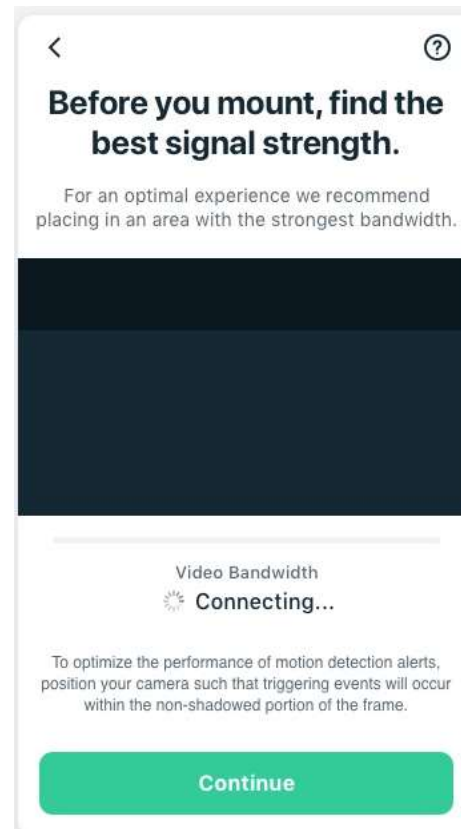 Before you mount, find the
best signal strength.
For an optimal experience we recommend
placing in an area with the strongest bandwidth.
Video Bandwidth
Connecting...
To optimize the performance of motion detection alerts,
position your camera such that triggering events will occur
within the non-shadowed portion of the frame.
Continue